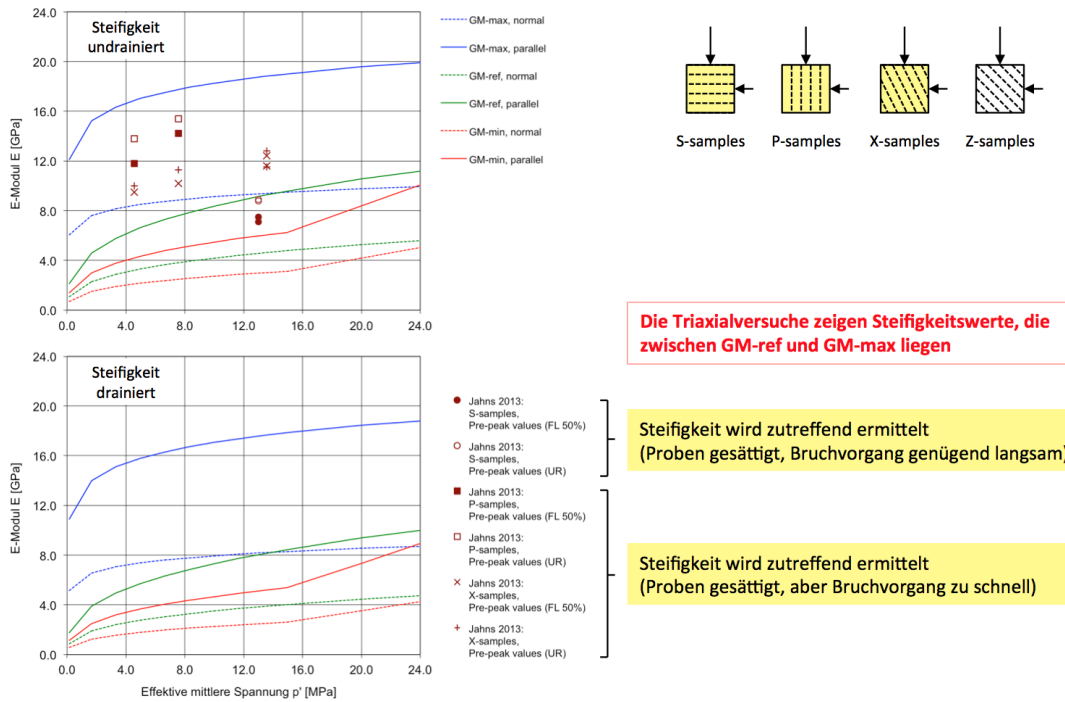 Steifigkeit
undrainiert
24.0
20.0
16.0
12.0
8.0
4.0
0.0
E-Modul E [GPa]
0.0 4.0 8.0 12.0 16.0 20.0 24.0
GM-max, normal
GM-max, parallel
GM-ref, normal
GM-ref, parallel
GM-min, normal
GM-min, parallel
S-samples P-samples X-samples Z-samples
Die Triaxialversuche zeigen Steifigkeitswerte, die
zwischen GM-ref und GM-max liegen
Steifigkeit
drainiert
24.0
20.0
16.0
12.0
8.0
4.0
0.0
E-Modul E [GPa]
0.0 4.0 8.0 12.0 16.0 20.0 24.0
Effektive mittlere Spannung p' [MPa]
Jahns 2013:
S-samples,
Pre-peak values (FL 50%)
Jahns 2013:
S-samples,
Pre-peak values (UR)
Jahns 2013:
P-samples,
Pre-peak values (FL 50%)
Jahns 2013:
P-samples,
Pre-peak values (UR)
Jahns 2013:
X-samples,
Pre-peak values (FL 50%)
Jahns 2013:
X-samples,
Pre-peak values (UR)
Steifigkeit wird zutreffend ermittelt
(Proben gesättigt, Bruchvorgang genügend langsam)
Steifigkeit wird zutreffend ermittelt
(Proben gesättigt, aber Bruchvorgang zu schnell)